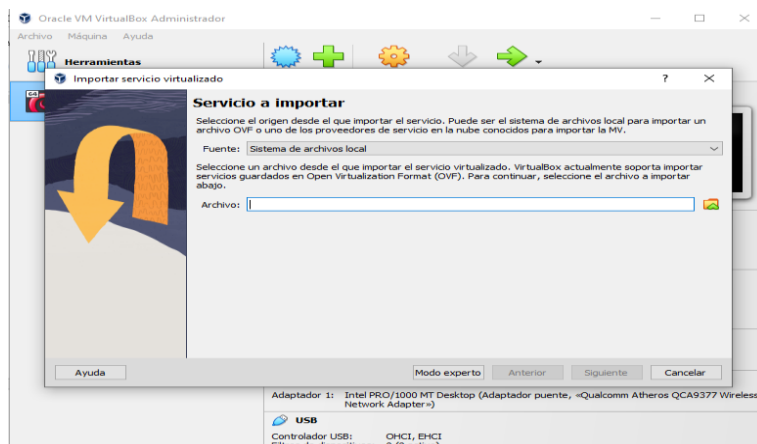 Oracle VM VirtualBox Administrador
Archivo Máquina Ayuda
Herramientas
Importar servicio virtualizado
?
64
Servicio a importar
Seleccione el origen desde el que importar el servicio. Puede ser el sistema de archivos local para importar un
archivo OVF o uno de los proveedores de servicio en la nube conocidos para importar la MV.
Fuente: Sistema de archivos local
Seleccione un archivo desde el que importar el servicio virtualizado. VirtualBox actualmente soporta importar
servicios guardados en Open Virtualization Format (OVF). Para continuar, seleccione el archivo a importar
abajo.
Archivo:
Ayuda Modo experto Anterior Siguiente Cancelar
Adaptador 1: Intel PRO/1000 MT Desktop (Adaptador puente, «Qualcomm Atheros QCA9377 Wireless
Network Adapter»)
USB
Controlador USB: OHCI, EHCI